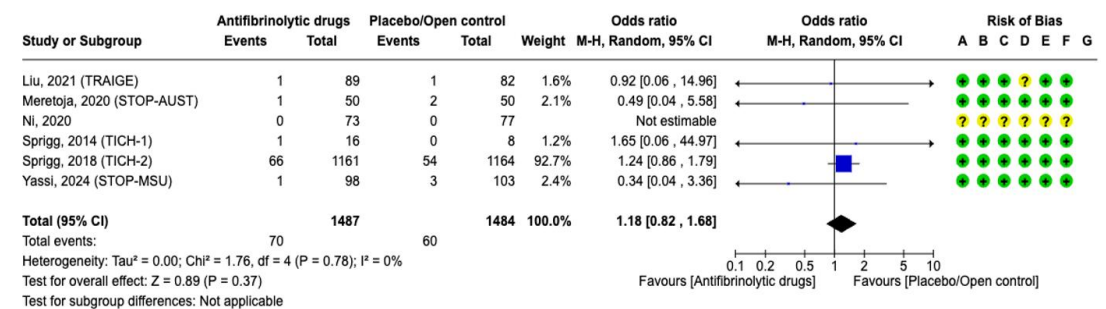 Antifibrinolytic drugs Placebo/Open control Odds ratio Odds ratio Risk of Bias
Study or Subgroup Events Total Events Total Weight M-H, Random, 95% CI M-H, Random, 95% CI A B C D E F G
Liu, 2021 (TRAIGE) 1 89 1 82 1.6% 0.92 [0.06 , 14.96] + + + ? + +
Meretoja, 2020 (STOP-AUST) 1 50 2 50 2.1% 0.49 [0.04 , 5.58] + + + + + +
Ni, 2020 0 73 0 77 Not estimable ? ? ? ? ? ?
Sprigg, 2014 (TICH-1) 1 16 0 8 1.2% 1.65 [0.06 , 44.97] + + + + + +
Sprigg, 2018 (TICH-2) 66 1161 54 1164 92.7% 1.24 [0.86 , 1.79] + + + + + +
Yassi, 2024 (STOP-MSU) 1 98 3 103 2.4% 0.34 [0.04 , 3.36] + + + + + +
Total (95% CI) 1487 1484 100.0% 1.18 [0.82 , 1.68]
Total events: 70 60
Heterogeneity: Tau² = 0.00; Chi² = 1.76, df = 4 (P = 0.78); I² = 0%
Test for overall effect: Z = 0.89 (P = 0.37)
Test for subgroup differences: Not applicable
0.1 0.2 0.5 1 2 5 10
Favours [Antifibrinolytic drugs] Favours [Placebo/Open control]